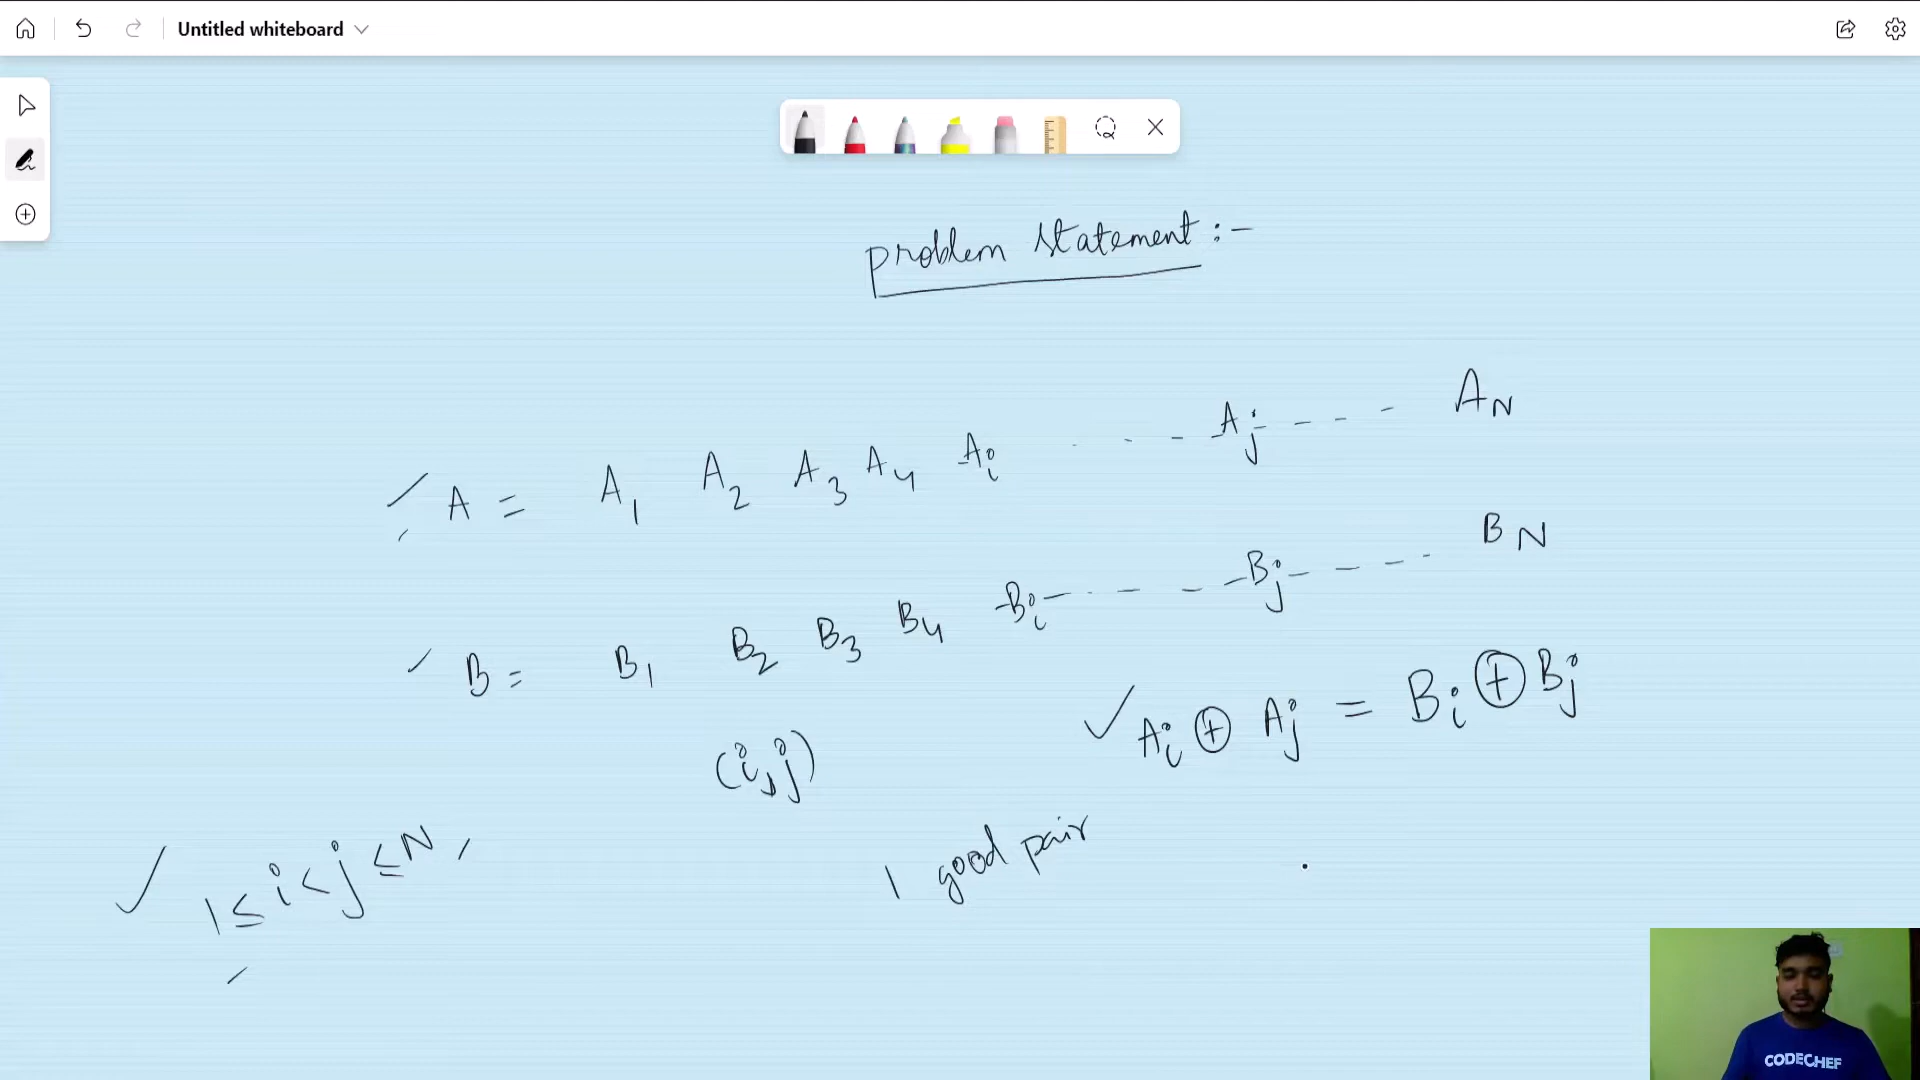 Untitled whiteboard
problem statement :-
A = A1 A2 A3 A4 Ai - - - Aj - - - AN
B = B1 B2 B3 B4 Bi - - - - Bj - - - BN
Ai ⊕ Aj = Bi ⊕ Bj
(i, j)
1 ≤ i < j ≤ N,
1 good pair
CODECHEF